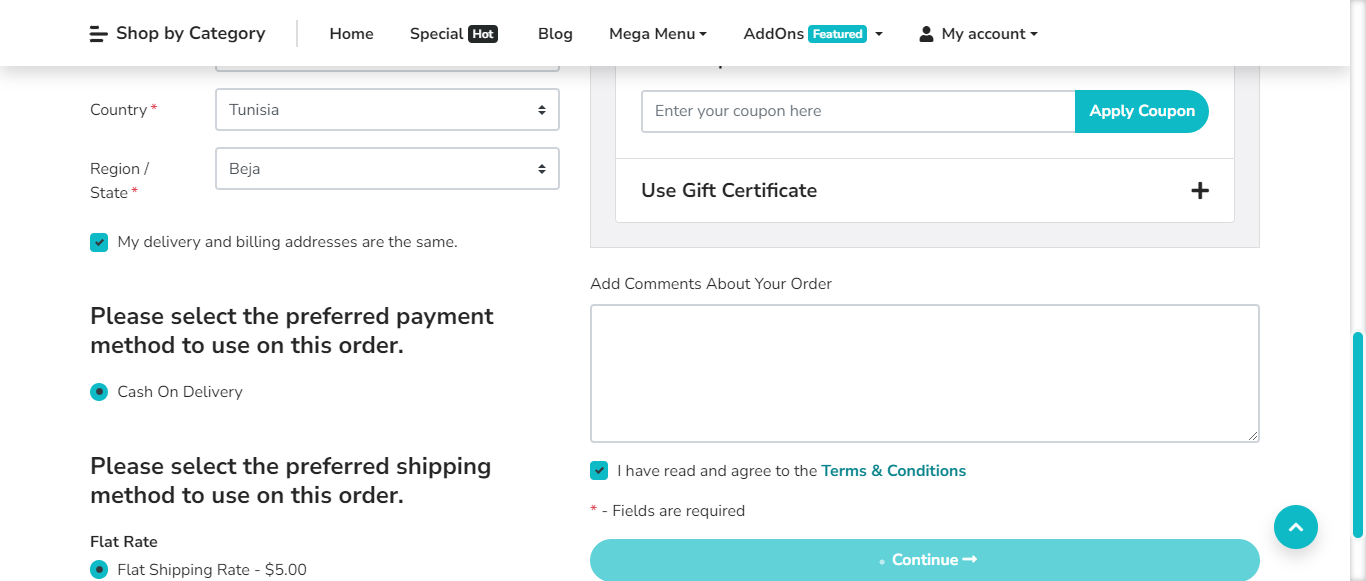 Shop by Category
Home
Special Hot
Blog
Mega Menu
AddOns Featured
My account
Country *
Tunisia
Region /
State *
Beja
My delivery and billing addresses are the same.
Please select the preferred payment
method to use on this order.
Cash On Delivery
Please select the preferred shipping
method to use on this order.
Flat Rate
Flat Shipping Rate - $5.00
Enter your coupon here
Apply Coupon
Use Gift Certificate
Add Comments About Your Order
I have read and agree to the Terms & Conditions
* - Fields are required
Continue